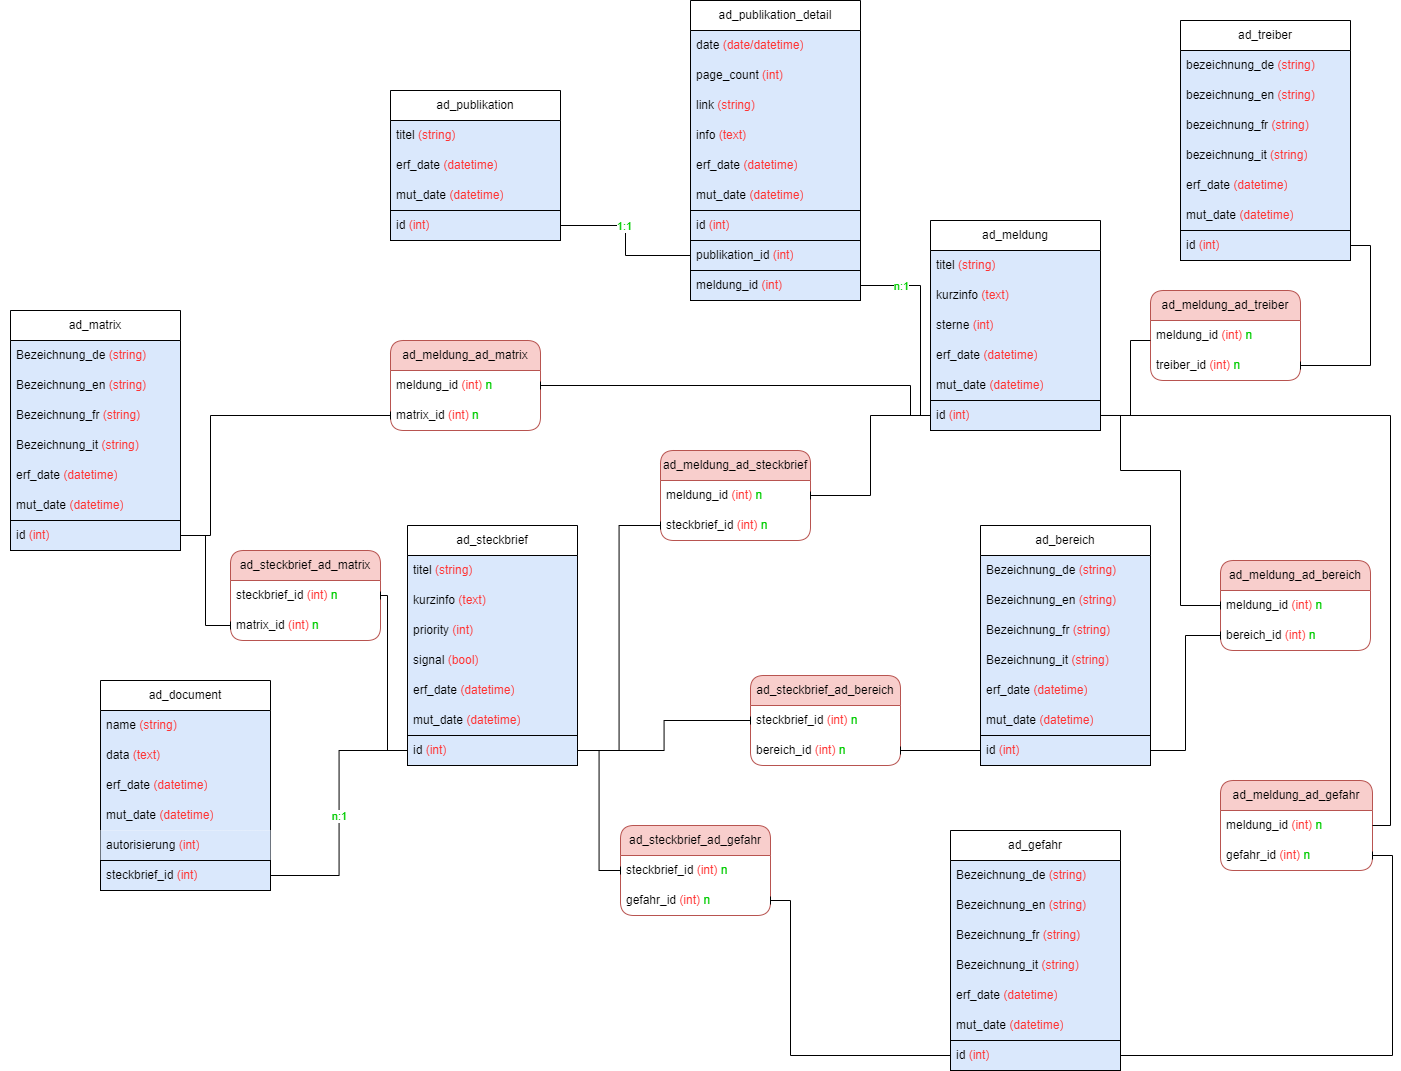 ad_publikation_detail
date (date/datetime)
page_count (int)
link (string)
info (text)
erf_date (datetime)
mut_date (datetime)
id (int)
publikation_id (int)
meldung_id (int)
ad_treiber
bezeichnung_de (string)
bezeichnung_en (string)
bezeichnung_fr (string)
bezeichnung_it (string)
erf_date (datetime)
mut_date (datetime)
id (int)
ad_publikation
titel (string)
erf_date (datetime)
mut_date (datetime)
id (int)
1:1
n:1
ad_meldung
titel (string)
kurzinfo (text)
sterne (int)
erf_date (datetime)
mut_date (datetime)
id (int)
ad_meldung_ad_treiber
meldung_id (int) n
treiber_id (int) n
ad_matrix
Bezeichnung_de (string)
Bezeichnung_en (string)
Bezeichnung_fr (string)
Bezeichnung_it (string)
erf_date (datetime)
mut_date (datetime)
id (int)
ad_meldung_ad_matrix
meldung_id (int) n
matrix_id (int) n
ad_meldung_ad_steckbrief
meldung_id (int) n
steckbrief_id (int) n
ad_steckbrief_ad_matrix
steckbrief_id (int) n
matrix_id (int) n
ad_steckbrief
titel (string)
kurzinfo (text)
priority (int)
signal (bool)
erf_date (datetime)
mut_date (datetime)
id (int)
ad_bereich
Bezeichnung_de (string)
Bezeichnung_en (string)
Bezeichnung_fr (string)
Bezeichnung_it (string)
erf_date (datetime)
mut_date (datetime)
id (int)
ad_meldung_ad_bereich
meldung_id (int) n
bereich_id (int) n
ad_document
name (string)
data (text)
erf_date (datetime)
mut_date (datetime)
autorisierung (int)
steckbrief_id (int)
n:1
ad_steckbrief_ad_bereich
steckbrief_id (int) n
bereich_id (int) n
ad_steckbrief_ad_gefahr
steckbrief_id (int) n
gefahr_id (int) n
ad_meldung_ad_gefahr
meldung_id (int) n
gefahr_id (int) n
ad_gefahr
Bezeichnung_de (string)
Bezeichnung_en (string)
Bezeichnung_fr (string)
Bezeichnung_it (string)
erf_date (datetime)
mut_date (datetime)
id (int)